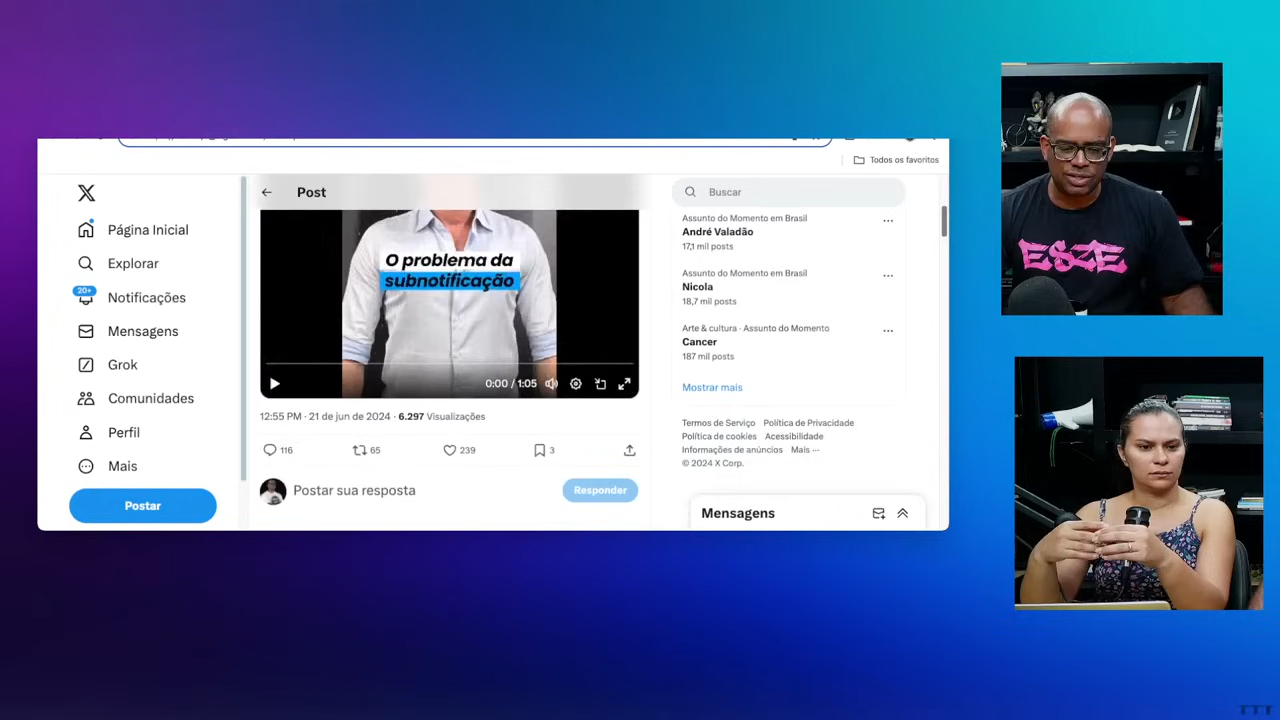 Todos os favoritos
Post
Buscar
Página Inicial
Explorar
20+
Notificações
Mensagens
Grok
Comunidades
Perfil
Mais
Postar
O problema da
subnotificação
0:00 / 1:05
12:55 PM · 21 de jun de 2024 · 6.297 Visualizações
116
65
239
3
Postar sua resposta
Responder
Assunto do Momento em Brasil
André Valadão
17,1 mil posts
Assunto do Momento em Brasil
Nicola
18,7 mil posts
Arte & cultura · Assunto do Momento
Cancer
187 mil posts
Mostrar mais
Termos de Serviço Política de Privacidade
Política de cookies Acessibilidade
Informações de anúncios Mais ···
© 2024 X Corp.
Mensagens
ESZE